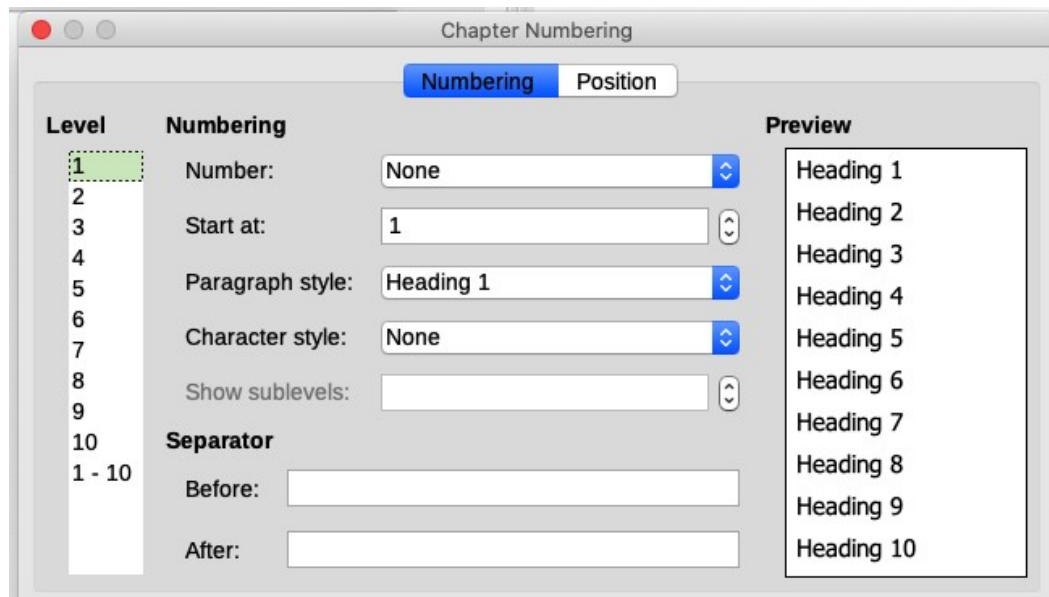 Chapter Numbering
Numbering Position
Level
1
2
3
4
5
6
7
8
9
10
1 - 10
Numbering
Number: None
Start at: 1
Paragraph style: Heading 1
Character style: None
Show sublevels:
Separator
Before:
After:
Preview
Heading 1
Heading 2
Heading 3
Heading 4
Heading 5
Heading 6
Heading 7
Heading 8
Heading 9
Heading 10